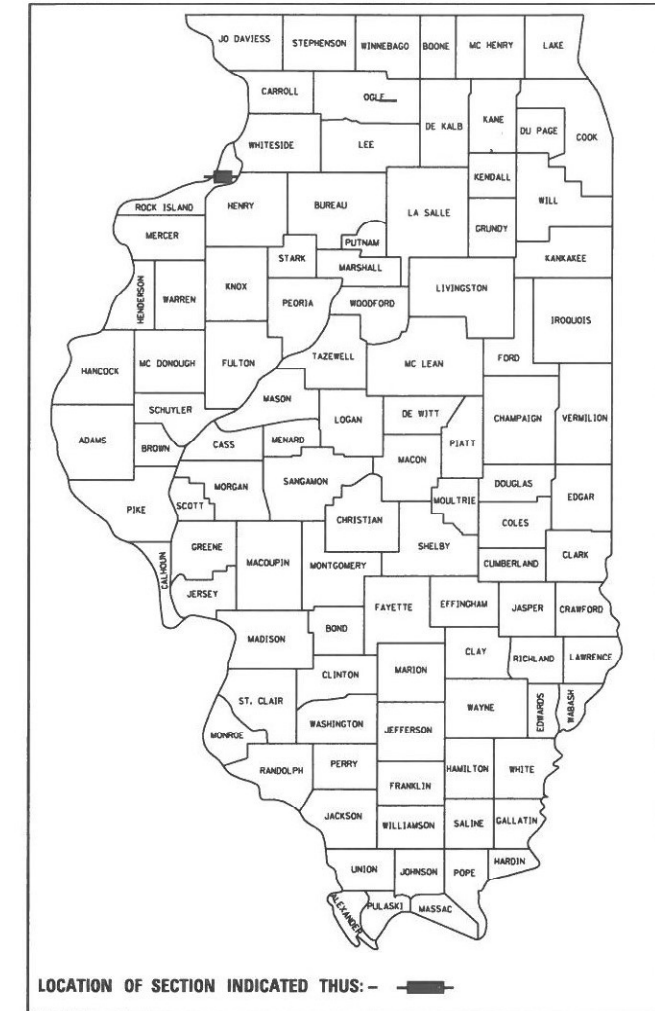 JO DAVIESS STEPHENSON WINNEBAGO BOONE MC HENRY LAKE
CARROLL OGLE DE KALB KANE DU PAGE COOK
WHITESIDE LEE
KENDALL
ROCK ISLAND HENRY BUREAU LA SALLE WILL
MERCER PUTNAM GRUNDY
STARK MARSHALL KANKAKEE
HENDERSON WARREN KNOX PEORIA WOODFORD LIVINGSTON IROQUOIS
HANCOCK MC DONOUGH FULTON TAZEWELL MC LEAN FORD
SCHUYLER MASON LOGAN DE WITT CHAMPAIGN VERMILION
ADAMS BROWN CASS MENARD MACON PIATT
PIKE SCOTT MORGAN SANGAMON MOULTRIE DOUGLAS EDGAR
CHRISTIAN COLES
CALHOUN GREENE MACOUPIN MONTGOMERY SHELBY CUMBERLAND CLARK
JERSEY FAYETTE EFFINGHAM JASPER CRAWFORD
MADISON BOND CLAY RICHLAND LAWRENCE
CLINTON MARION
ST. CLAIR WAYNE EDWARDS WABASH
MONROE WASHINGTON JEFFERSON
RANDOLPH PERRY HAMILTON WHITE
FRANKLIN
JACKSON WILLIAMSON SALINE GALLATIN
UNION JOHNSON POPE HARDIN
ALEXANDER PULASKI MASSAC
LOCATION OF SECTION INDICATED THUS: -